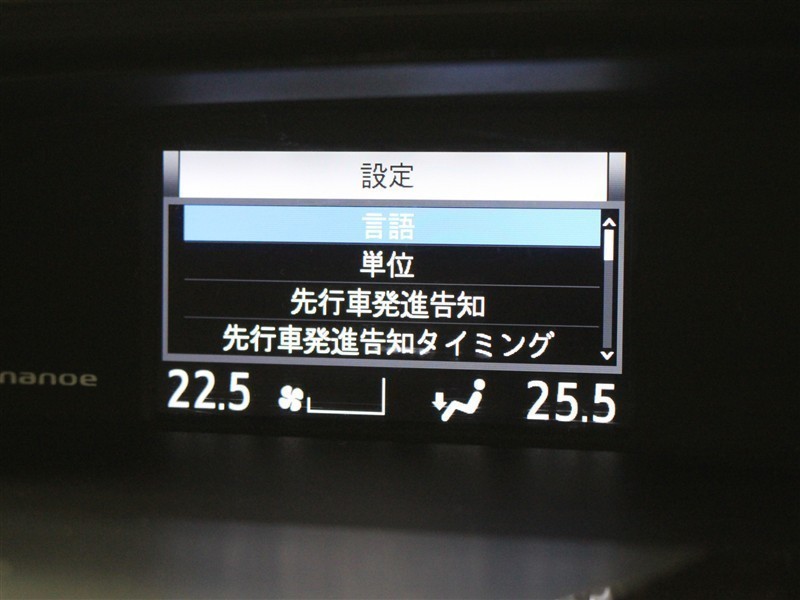 設定
言語
単位
先行車発進告知
先行車発進告知タイミング
nanoe
22.5 25.5